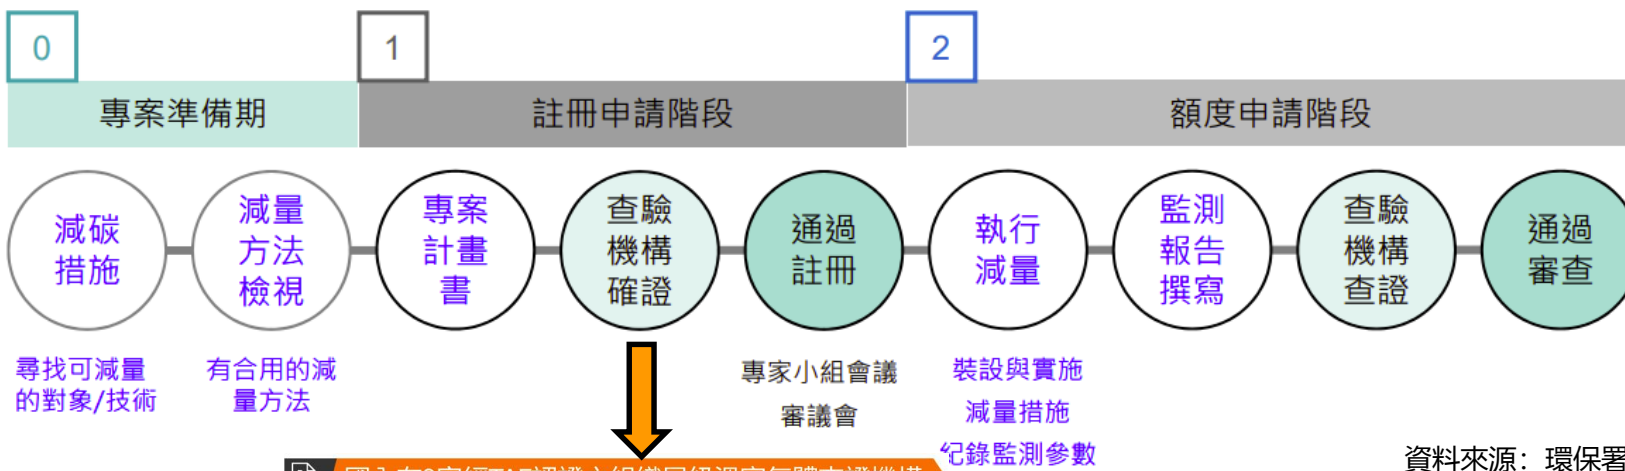 0
1
2
專案準備期
註冊申請階段
額度申請階段
減碳
措施
減量
方法
檢視
專案
計畫
書
查驗
機構
確證
通過
註冊
執行
減量
監測
報告
撰寫
查驗
機構
查證
通過
審查
尋找可減量
的對象/技術
有合用的減
量方法
專家小組會議
審議會
裝設與實施
減量措施
紀錄監測參數
資料來源：環保署